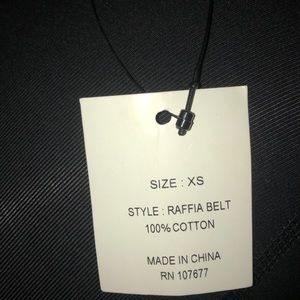 SIZE : XS
STYLE : RAFFIA BELT
100% COTTON
MADE IN CHINA
RN 107677